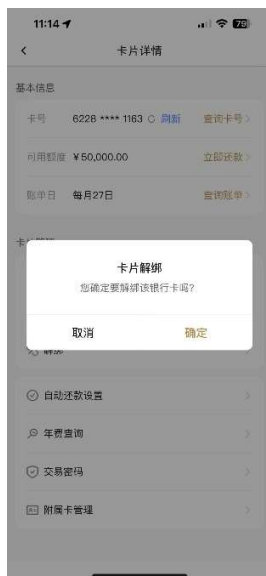 11:14
79
卡片详情
基本信息
卡号 6228 **** 1163 刷新 查询卡号
可用额度 ￥50,000.00 立即还款
账单日 每月27日 查询账单
卡片解绑
您确定要解绑该银行卡吗?
取消 确定
解绑
自动还款设置
年费查询
交易密码
附属卡管理